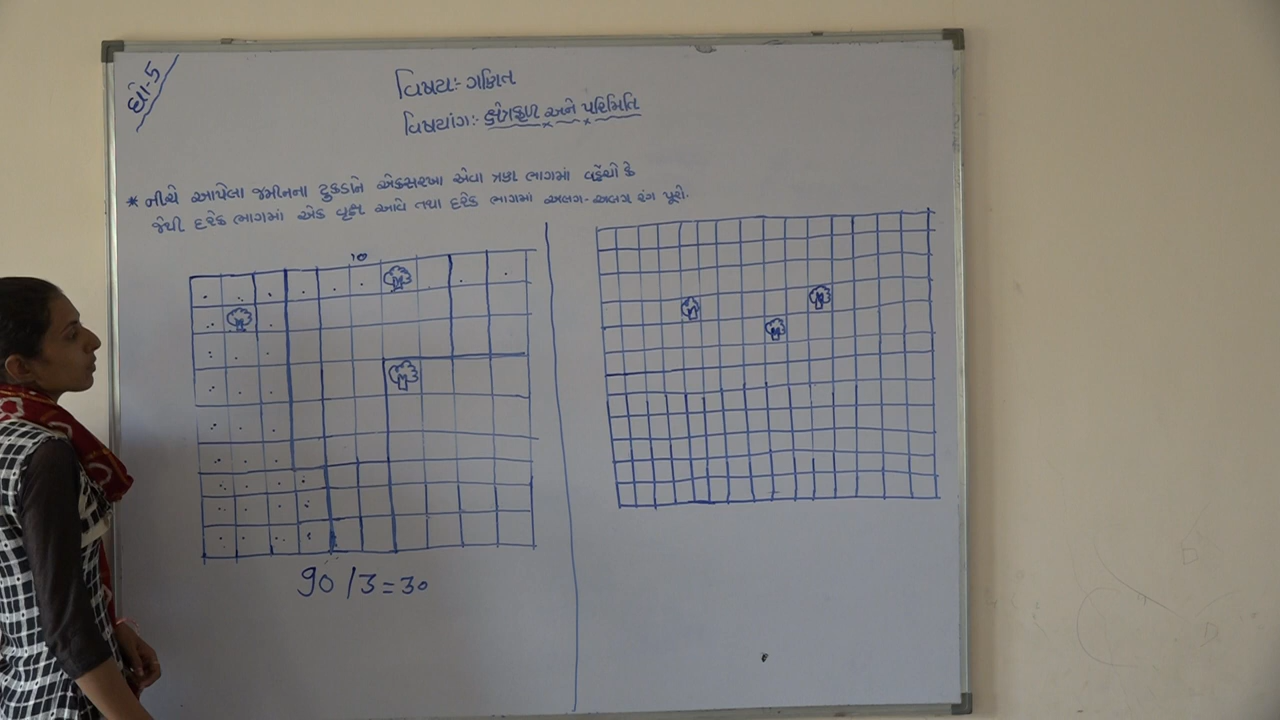 ધો-5
વિષય:- ગણિત
વિષયાંગ:- ક્ષેત્રફળ અને પરિમિતિ
* નીચે આપેલા જમીનના ટુકડાને એકસરખા એવા ત્રણ ભાગમાં વહેંચો કે
જેથી દરેક ભાગમાં એક વૃક્ષ આવે તથા દરેક ભાગમાં અલગ-અલગ રંગ પૂરો.
10
90 / 3 = 30